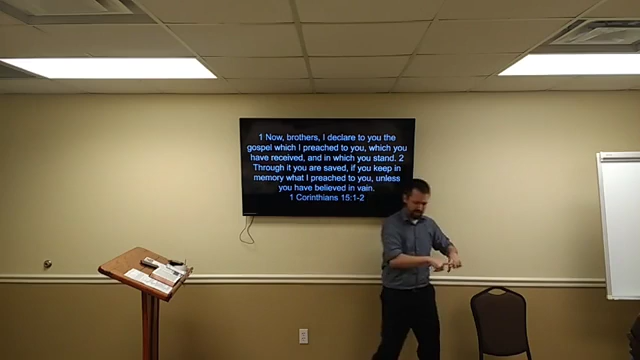 1 Now, brothers, I declare to you the
gospel which I preached to you, which you
have received, and in which you stand. 2
Through it you are saved, if you keep in
memory what I preached to you, unless
you have believed in vain.
1 Corinthians 15:1-2